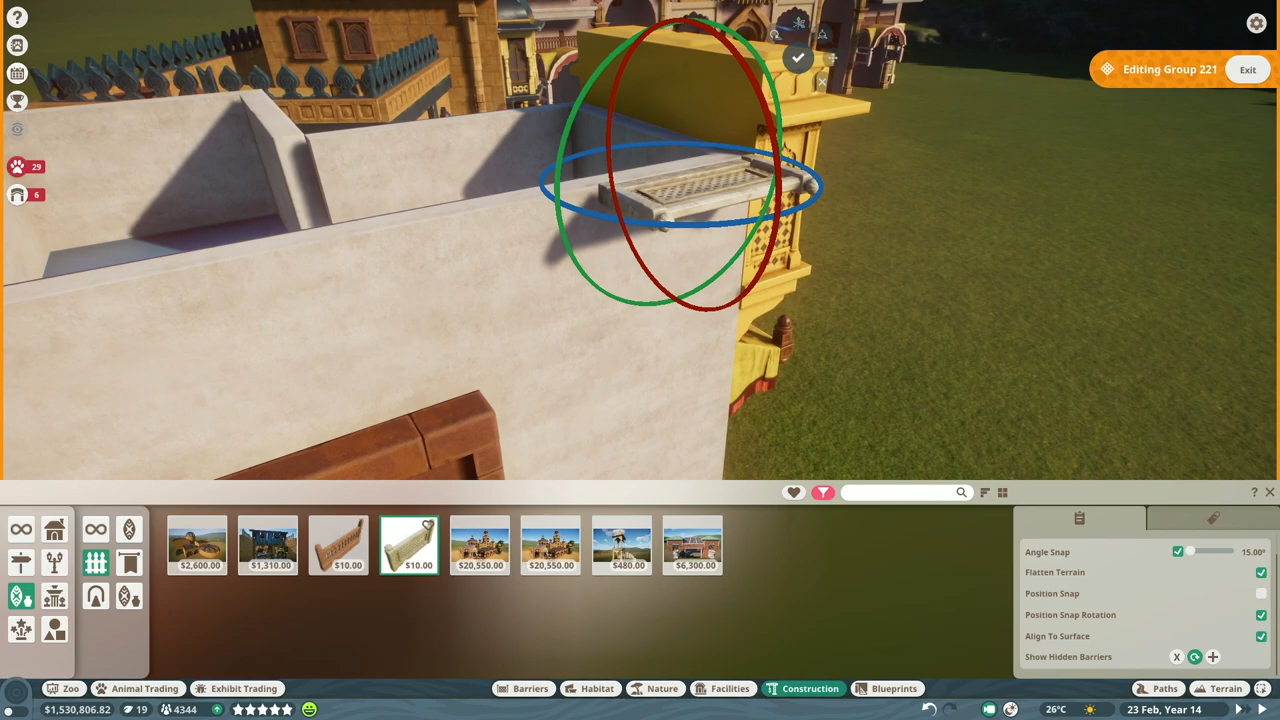 ?
Editing Group 221
Exit
29
6
? X
$2,600.00
$1,310.00
$10.00
$10.00
$20,550.00
$20,550.00
$480.00
$6,300.00
Angle Snap
15.00°
Flatten Terrain
Position Snap
Position Snap Rotation
Align To Surface
Show Hidden Barriers
X
Zoo
Animal Trading
Exhibit Trading
Barriers
Habitat
Nature
Facilities
Construction
Blueprints
Paths
Terrain
$1,530,806.82
19
4344
26°C
23 Feb, Year 14